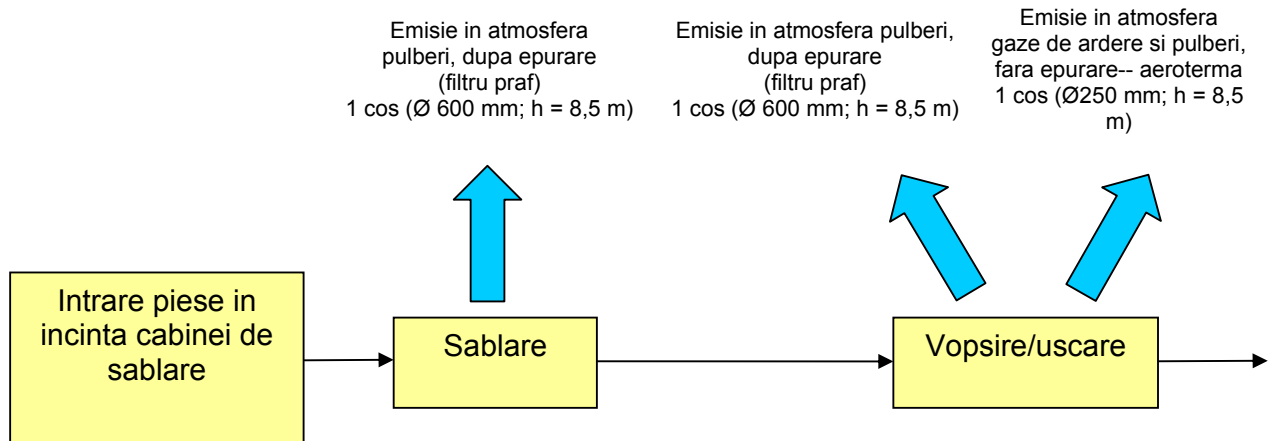 Emisie in atmosfera
pulberi, dupa epurare
(filtru praf)
1 cos (Ø 600 mm; h = 8,5 m)
Emisie in atmosfera pulberi,
dupa epurare
(filtru praf)
1 cos (Ø 600 mm; h = 8,5 m)
Emisie in atmosfera
gaze de ardere si pulberi,
fara epurare-- aeroterma
1 cos (Ø250 mm; h = 8,5
m)
Intrare piese in
incinta cabinei de
sablare
Sablare
Vopsire/uscare